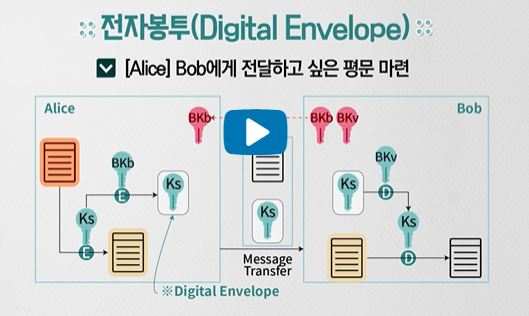 전자봉투(Digital Envelope)
[Alice] Bob에게 전달하고 싶은 평문 마련
Alice
Bob
BKb
BKb
BKv
BKb
Ks
E
Ks
E
Ks
Message
Transfer
※Digital Envelope
BKv
Ks
D
Ks
D